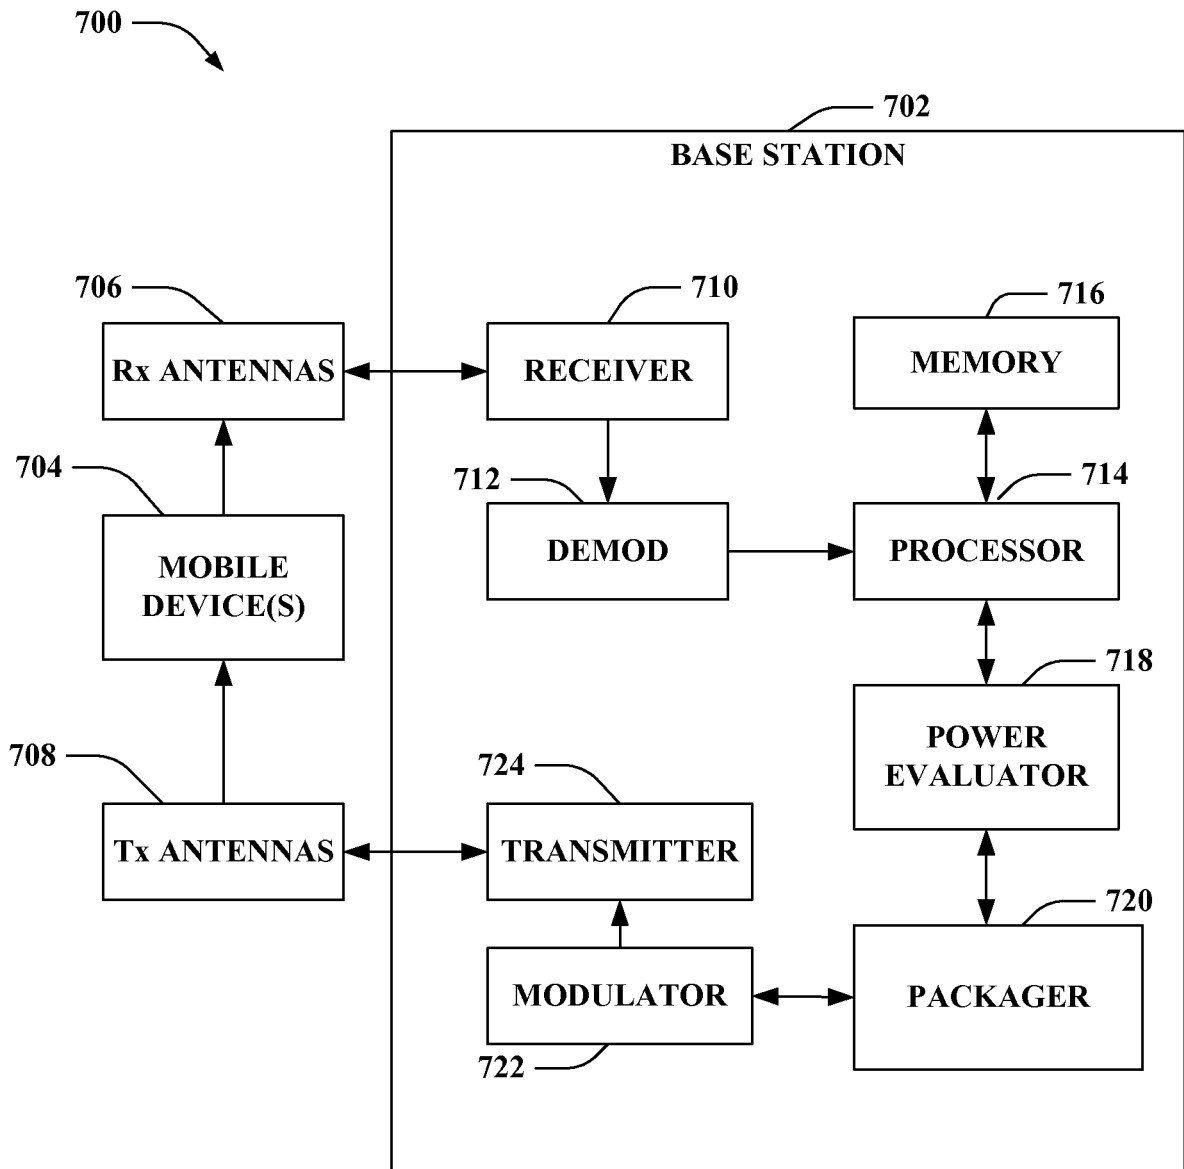 700
702
BASE STATION
706
710
716
Rx ANTENNAS
RECEIVER
MEMORY
704
712
714
MOBILE
DEVICE(S)
DEMOD
PROCESSOR
718
708
724
POWER
EVALUATOR
Tx ANTENNAS
TRANSMITTER
720
MODULATOR
PACKAGER
722